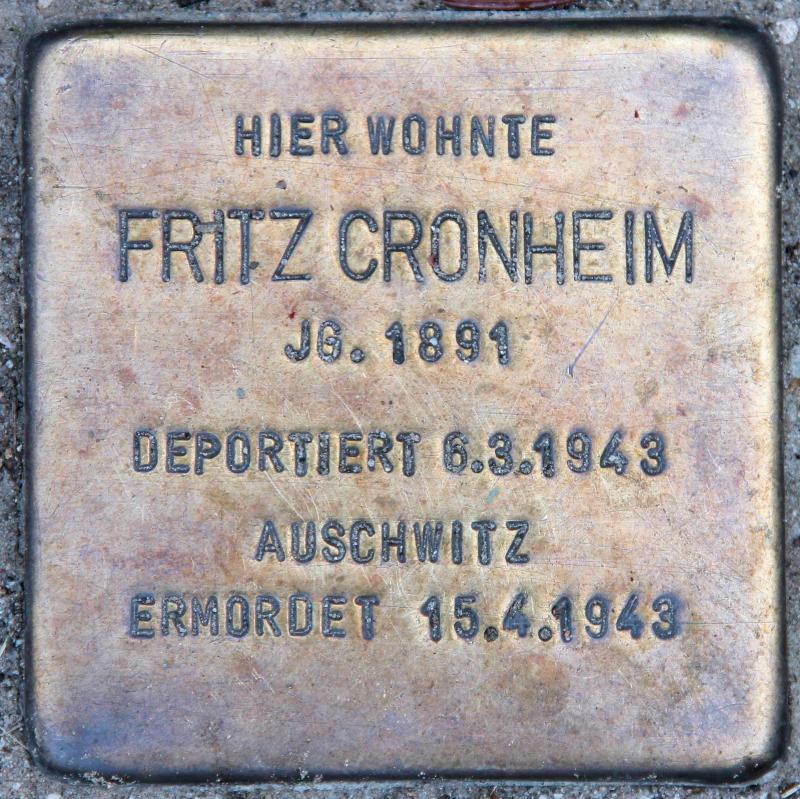 HIER WOHNTE
FRITZ CRONHEIM
JG. 1891
DEPORTIERT 6.3.1943
AUSCHWITZ
ERMORDET 15.4.1943